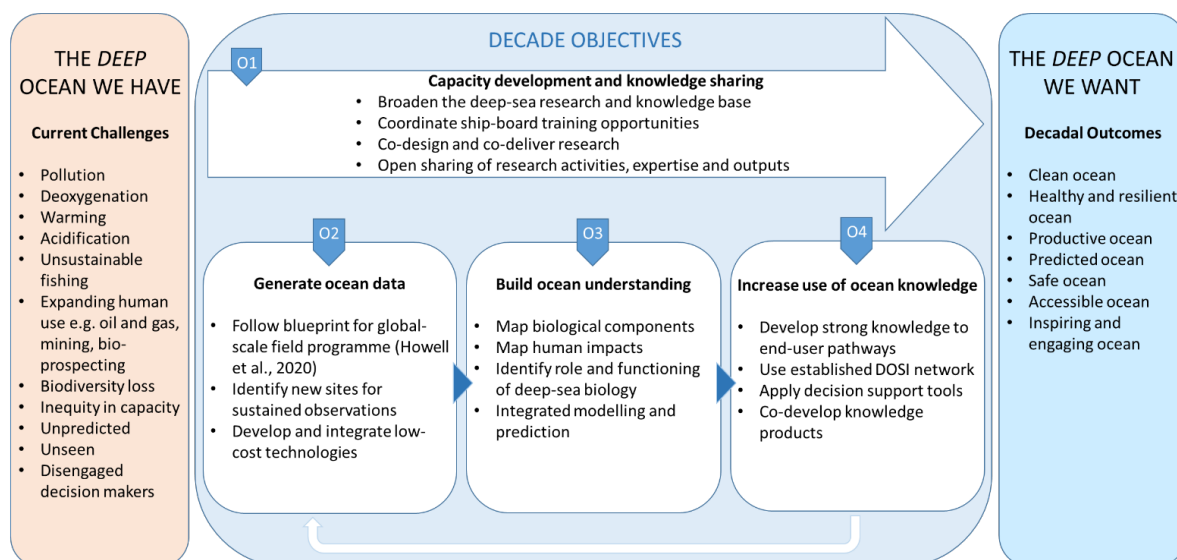 THE DEEP
OCEAN WE HAVE
Current Challenges
• Pollution
• Deoxygenation
• Warming
• Acidification
• Unsustainable
fishing
• Expanding human
use e.g. oil and gas,
mining, bio-
prospecting
• Biodiversity loss
• Inequity in capacity
• Unpredicted
• Unseen
• Disengaged
decision makers
DECADE OBJECTIVES
O1
Capacity development and knowledge sharing
• Broaden the deep-sea research and knowledge base
• Coordinate ship-board training opportunities
• Co-design and co-deliver research
• Open sharing of research activities, expertise and outputs
O2
Generate ocean data
• Follow blueprint for global-
scale field programme (Howell
et al., 2020)
• Identify new sites for
sustained observations
• Develop and integrate low-
cost technologies
O3
Build ocean understanding
• Map biological components
• Map human impacts
• Identify role and functioning
of deep-sea biology
• Integrated modelling and
prediction
O4
Increase use of ocean knowledge
• Develop strong knowledge to
end-user pathways
• Use established DOSI network
• Apply decision support tools
• Co-develop knowledge
products
THE DEEP OCEAN
WE WANT
Decadal Outcomes
• Clean ocean
• Healthy and resilient
ocean
• Productive ocean
• Predicted ocean
• Safe ocean
• Accessible ocean
• Inspiring and
engaging ocean